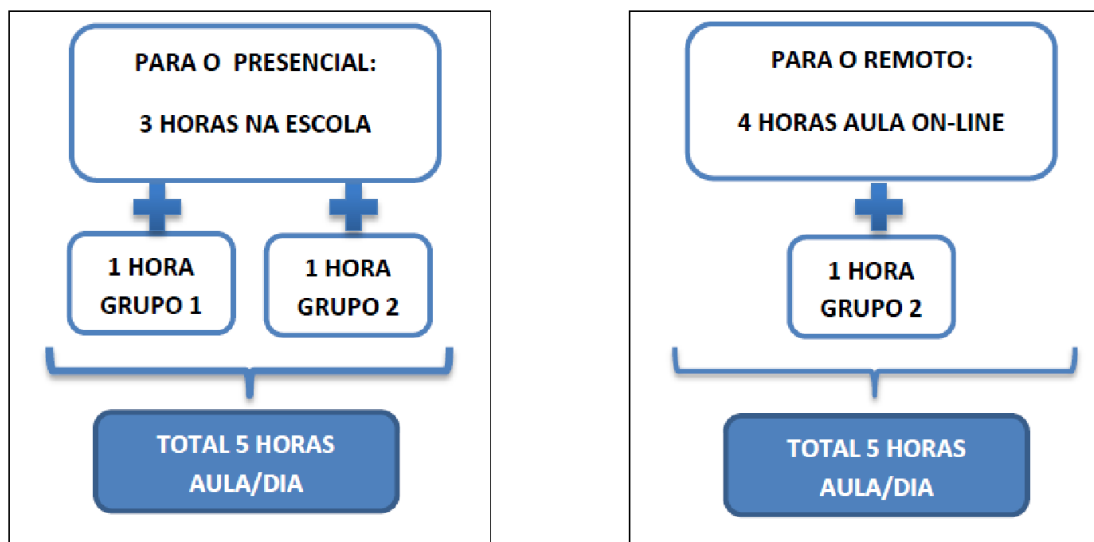 PARA O PRESENCIAL:
3 HORAS NA ESCOLA
1 HORA
GRUPO 1
1 HORA
GRUPO 2
TOTAL 5 HORAS
AULA/DIA
PARA O REMOTO:
4 HORAS AULA ON-LINE
1 HORA
GRUPO 2
TOTAL 5 HORAS
AULA/DIA